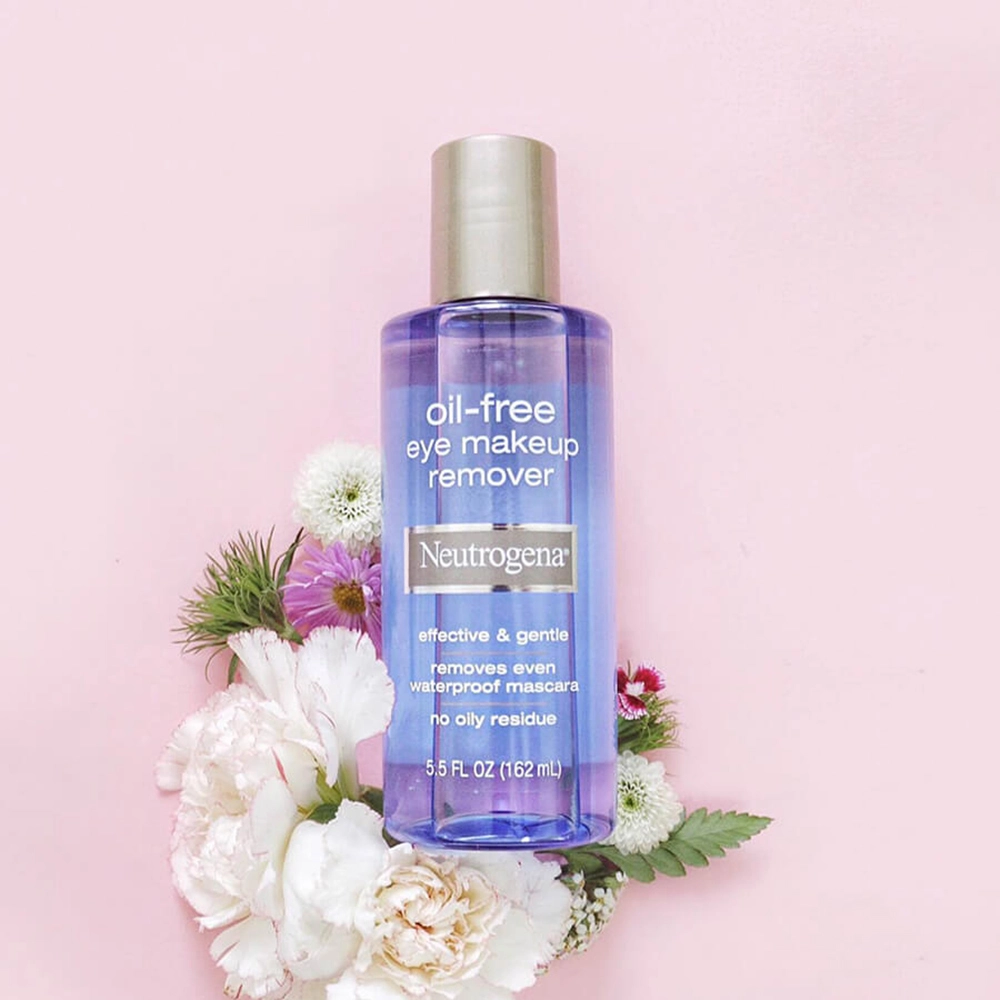 oil-free
eye makeup
remover
Neutrogena®
effective & gentle
removes even
waterproof mascara
no oily residue
5.5 FL OZ (162 mL)